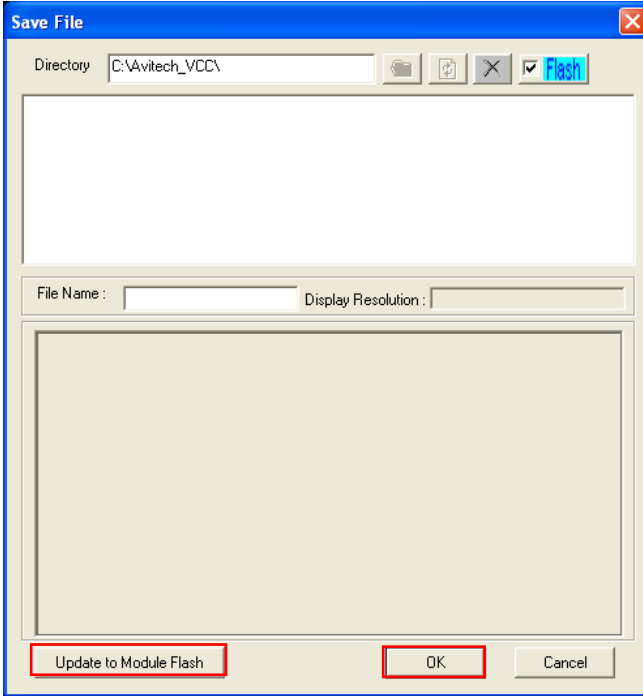 Save File
Directory C:\Avitech_VCC\ Flash
File Name : Display Resolution :
Update to Module Flash OK Cancel